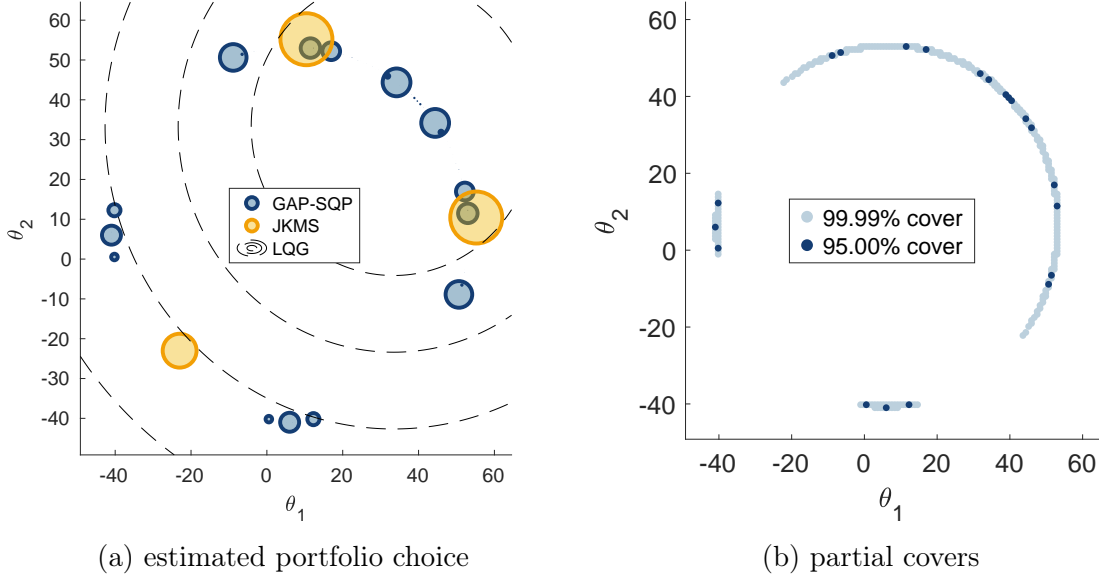 60
50
40
30
20
10
0
-10
-20
-30
-40
-40 -20 0 20 40 60
θ2
θ1
GAP-SQP
JKMS
LQG
(a) estimated portfolio choice
60
40
20
0
-20
-40
-40 -20 0 20 40 60
θ2
θ1
99.99% cover
95.00% cover
(b) partial covers